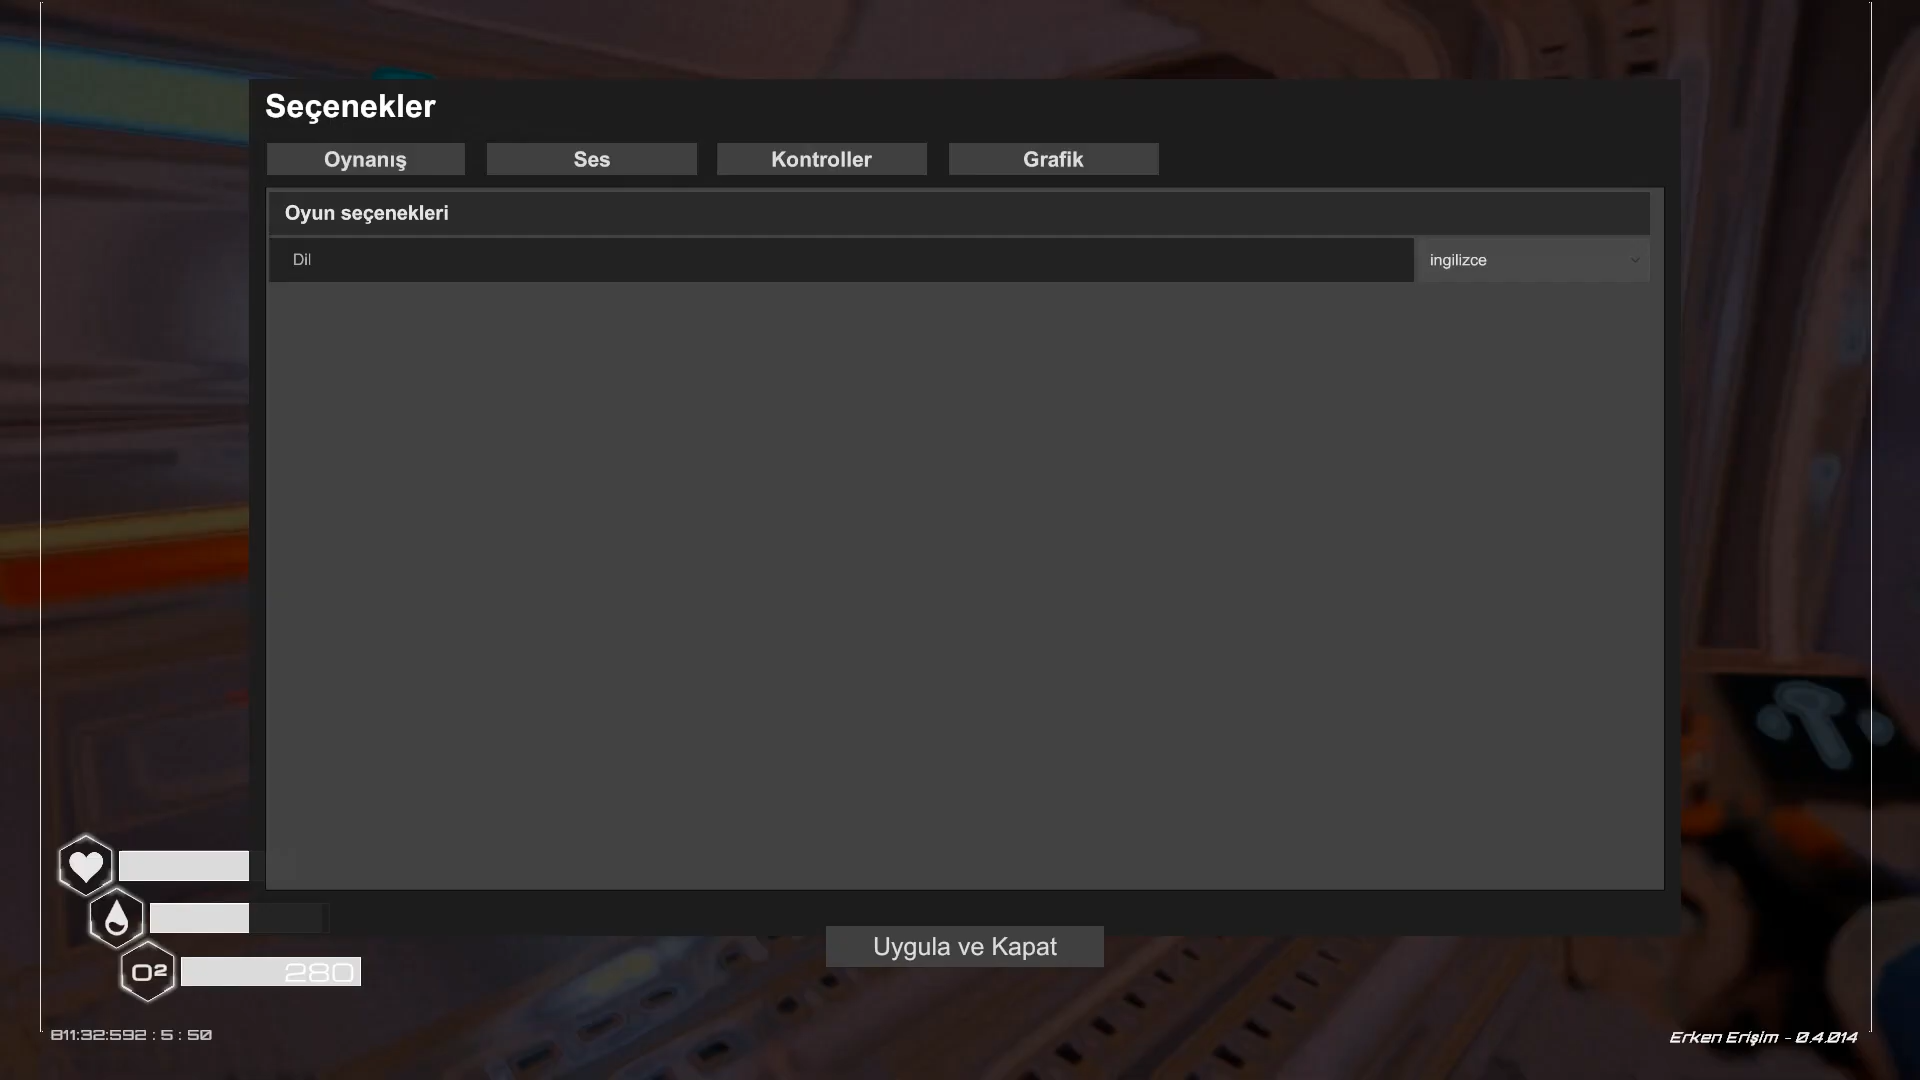 Seçenekler
Oynanış
Ses
Kontroller
Grafik
Oyun seçenekleri
Dil
ingilizce
Uygula ve Kapat
O²
280
811:32:592 : 5 : 50
Erken Erişim - 0.4.014